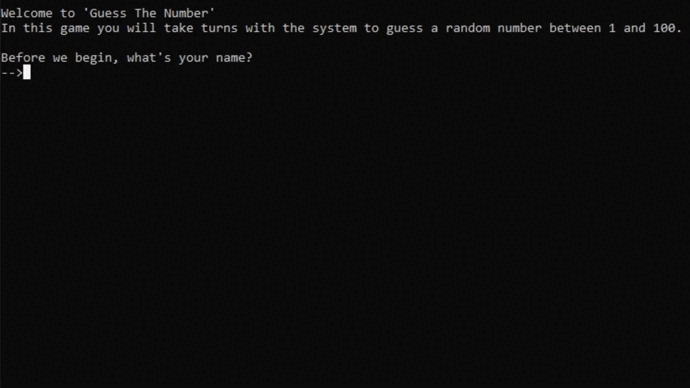 Welcome to 'Guess The Number'
In this game you will take turns with the system to guess a random number between 1 and 100.
Before we begin, what's your name?
-->